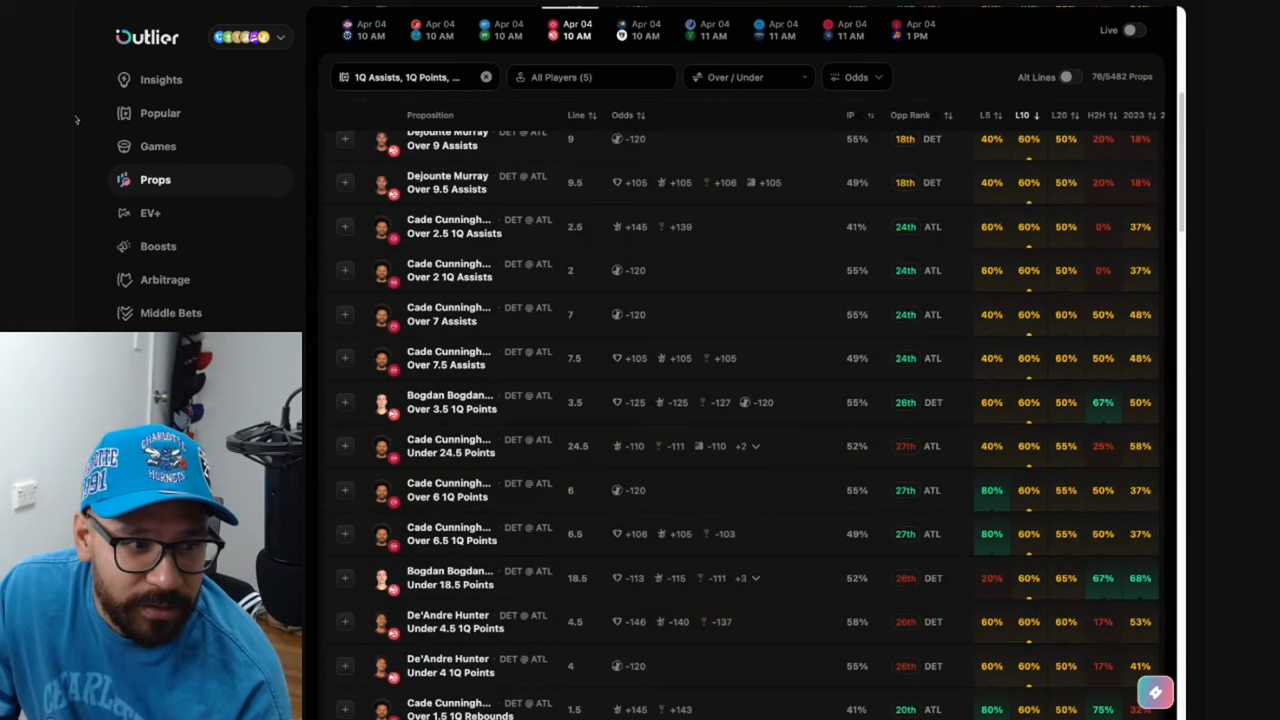 Outlier
Insights
Popular
Games
Props
EV+
Boosts
Arbitrage
Middle Bets
Apr 04 10 AM Apr 04 10 AM Apr 04 10 AM Apr 04 10 AM Apr 04 10 AM Apr 04 11 AM Apr 04 11 AM Apr 04 11 AM Apr 04 1 PM Live
1Q Assists, 1Q Points, ... All Players (5) Over / Under Odds Alt Lines 76/5482 Props
Proposition Line Odds IP Opp Rank L5 L10 L20 H2H 2023 2
Dejounte Murray DET @ ATL
Over 9 Assists 9 -120 55% 18th DET 40% 60% 50% 20% 18%
Dejounte Murray DET @ ATL
Over 9.5 Assists 9.5 +105 +105 +106 +105 49% 18th DET 40% 60% 50% 20% 18%
Cade Cunningh... DET @ ATL
Over 2.5 1Q Assists 2.5 +145 +139 41% 24th ATL 60% 60% 50% 0% 37%
Cade Cunningh... DET @ ATL
Over 2 1Q Assists 2 -120 55% 24th ATL 60% 60% 50% 0% 37%
Cade Cunningh... DET @ ATL
Over 7 Assists 7 -120 55% 24th ATL 40% 60% 60% 50% 48%
Cade Cunningh... DET @ ATL
Over 7.5 Assists 7.5 +105 +105 +105 49% 24th ATL 40% 60% 60% 50% 48%
Bogdan Bogdan... DET @ ATL
Over 3.5 1Q Points 3.5 -125 -125 -127 -120 55% 26th DET 60% 60% 50% 67% 50%
Cade Cunningh... DET @ ATL
Under 24.5 Points 24.5 -110 -111 -110 +2 52% 27th ATL 40% 60% 60% 25% 58%
Cade Cunningh... DET @ ATL
Over 6 1Q Points 6 -120 55% 27th ATL 80% 60% 55% 50% 37%
Cade Cunningh... DET @ ATL
Over 6.5 1Q Points 6.5 +106 +105 -103 49% 27th ATL 80% 60% 55% 50% 37%
Bogdan Bogdan... DET @ ATL
Under 18.5 Points 18.5 -113 -115 -111 +3 52% 26th DET 20% 60% 65% 67% 68%
De'Andre Hunter DET @ ATL
Under 4.5 1Q Points 4.5 -146 -140 -137 58% 26th DET 60% 60% 60% 17% 53%
De'Andre Hunter DET @ ATL
Under 4 1Q Points 4 -120 55% 26th DET 60% 60% 50% 17% 41%
Cade Cunningh... DET @ ATL
Over 1.5 1Q Rebounds 1.5 +145 +143 41% 20th ATL 80% 60% 50% 75% 32%
CHARLOTTE
HORNETS